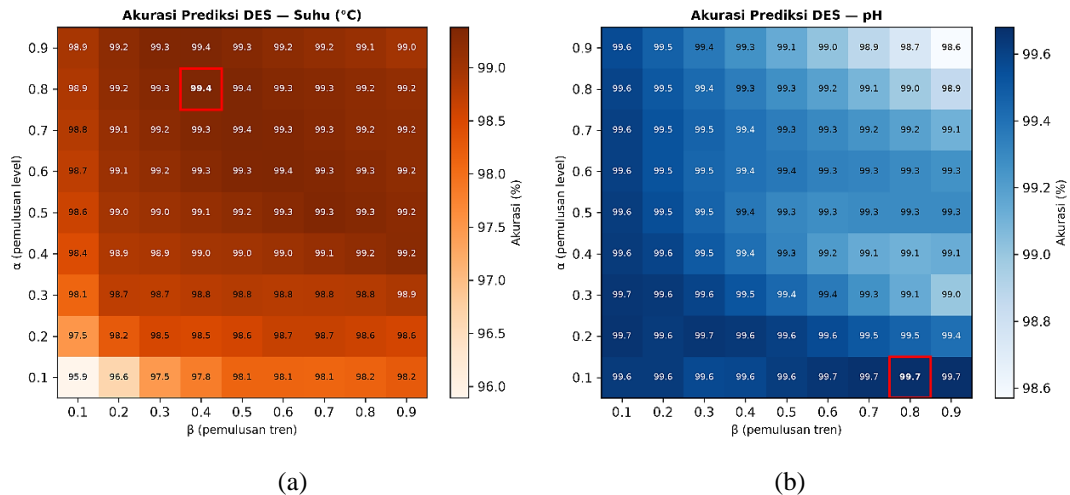 Akurasi Prediksi DES — Suhu (°C)
α (pemulusan level)
0.9 98.9 99.2 99.3 99.4 99.3 99.2 99.2 99.1 99.0
0.8 98.9 99.2 99.3 99.4 99.4 99.3 99.3 99.2 99.2
0.7 98.8 99.1 99.2 99.3 99.4 99.3 99.3 99.2 99.2
0.6 98.7 99.1 99.2 99.3 99.3 99.3 99.3 99.3 99.2
0.5 98.6 99.0 99.0 99.1 99.2 99.3 99.3 99.3 99.2
0.4 98.4 98.9 98.9 99.0 99.0 99.1 99.2 99.2 99.2
0.3 98.1 98.7 98.7 98.8 98.8 98.8 98.8 98.8 98.9
0.2 97.5 98.2 98.5 98.5 98.6 98.7 98.7 98.6 98.6
0.1 95.9 96.6 97.5 97.8 98.1 98.1 98.1 98.2 98.2
0.1 0.2 0.3 0.4 0.5 0.6 0.7 0.8 0.9
β (pemulusan tren)
99.0
98.5
98.0
97.5
97.0
96.5
96.0
Akurasi (%)
(a)
Akurasi Prediksi DES — pH
α (pemulusan level)
0.9 99.6 99.5 99.4 99.3 99.1 99.0 98.9 98.7 98.6
0.8 99.6 99.5 99.4 99.3 99.3 99.2 99.1 99.0 98.9
0.7 99.6 99.5 99.5 99.4 99.3 99.3 99.2 99.2 99.1
0.6 99.6 99.5 99.5 99.4 99.4 99.3 99.3 99.3 99.3
0.5 99.6 99.5 99.5 99.4 99.4 99.3 99.3 99.3 99.3
0.4 99.6 99.6 99.5 99.4 99.3 99.2 99.1 99.1 99.1
0.3 99.7 99.6 99.6 99.5 99.4 99.4 99.3 99.1 99.0
0.2 99.7 99.6 99.7 99.6 99.6 99.6 99.5 99.5 99.4
0.1 99.6 99.6 99.6 99.6 99.6 99.7 99.7 99.7 99.7
0.1 0.2 0.3 0.4 0.5 0.6 0.7 0.8 0.9
β (pemulusan tren)
99.6
99.4
99.2
99.0
98.8
98.6
Akurasi (%)
(b)